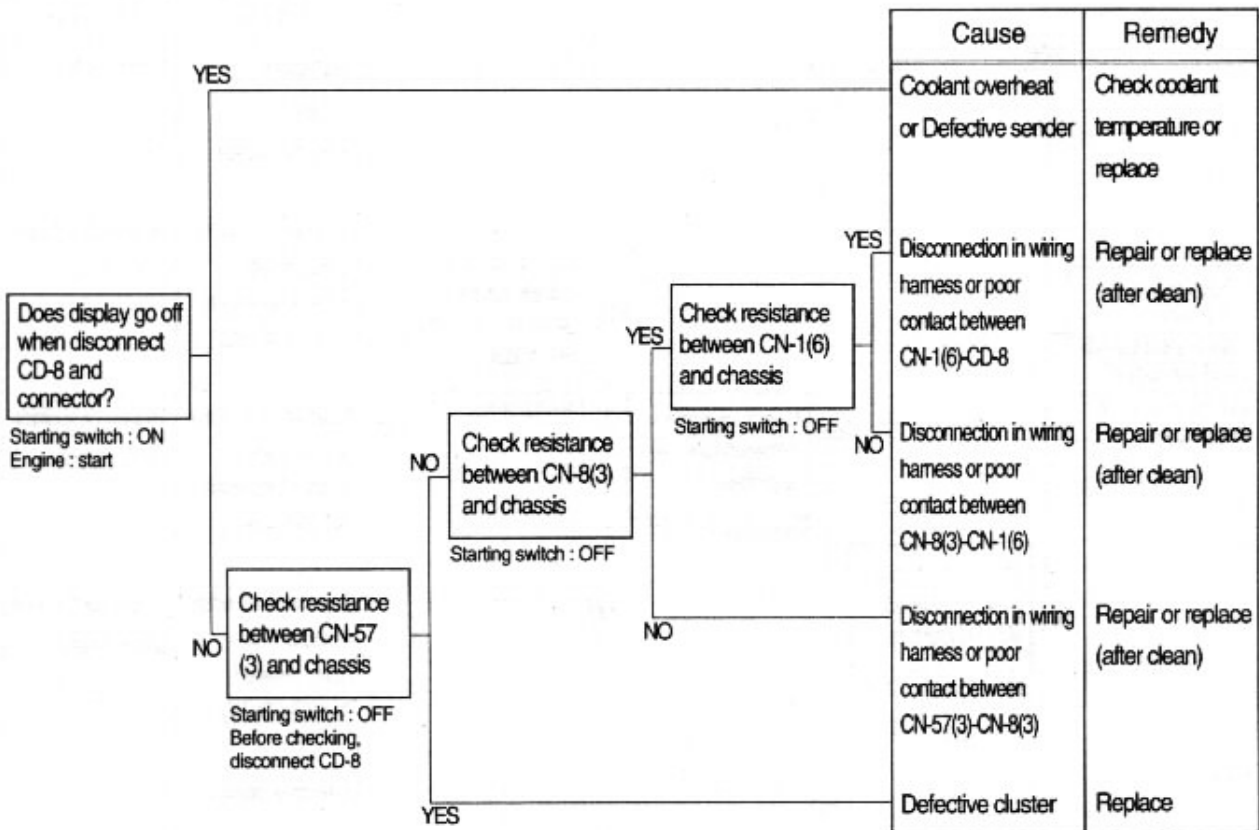 Cause
Remedy
YES
Coolant overheat
or Defective sender
Check coolant
temperature or
replace
Does display go off
when disconnect
CD-8 and
connector?
Starting switch : ON
Engine : start
NO
Check resistance
between CN-57
(3) and chassis
Starting switch : OFF
Before checking,
disconnect CD-8
NO
Check resistance
between CN-8(3)
and chassis
Starting switch : OFF
YES
Check resistance
between CN-1(6)
and chassis
Starting switch : OFF
YES
Disconnection in wiring
harness or poor
contact between
CN-1(6)-CD-8
Repair or replace
(after clean)
NO
Disconnection in wiring
harness or poor
contact between
CN-8(3)-CN-1(6)
Repair or replace
(after clean)
NO
Disconnection in wiring
harness or poor
contact between
CN-57(3)-CN-8(3)
Repair or replace
(after clean)
YES
Defective cluster
Replace